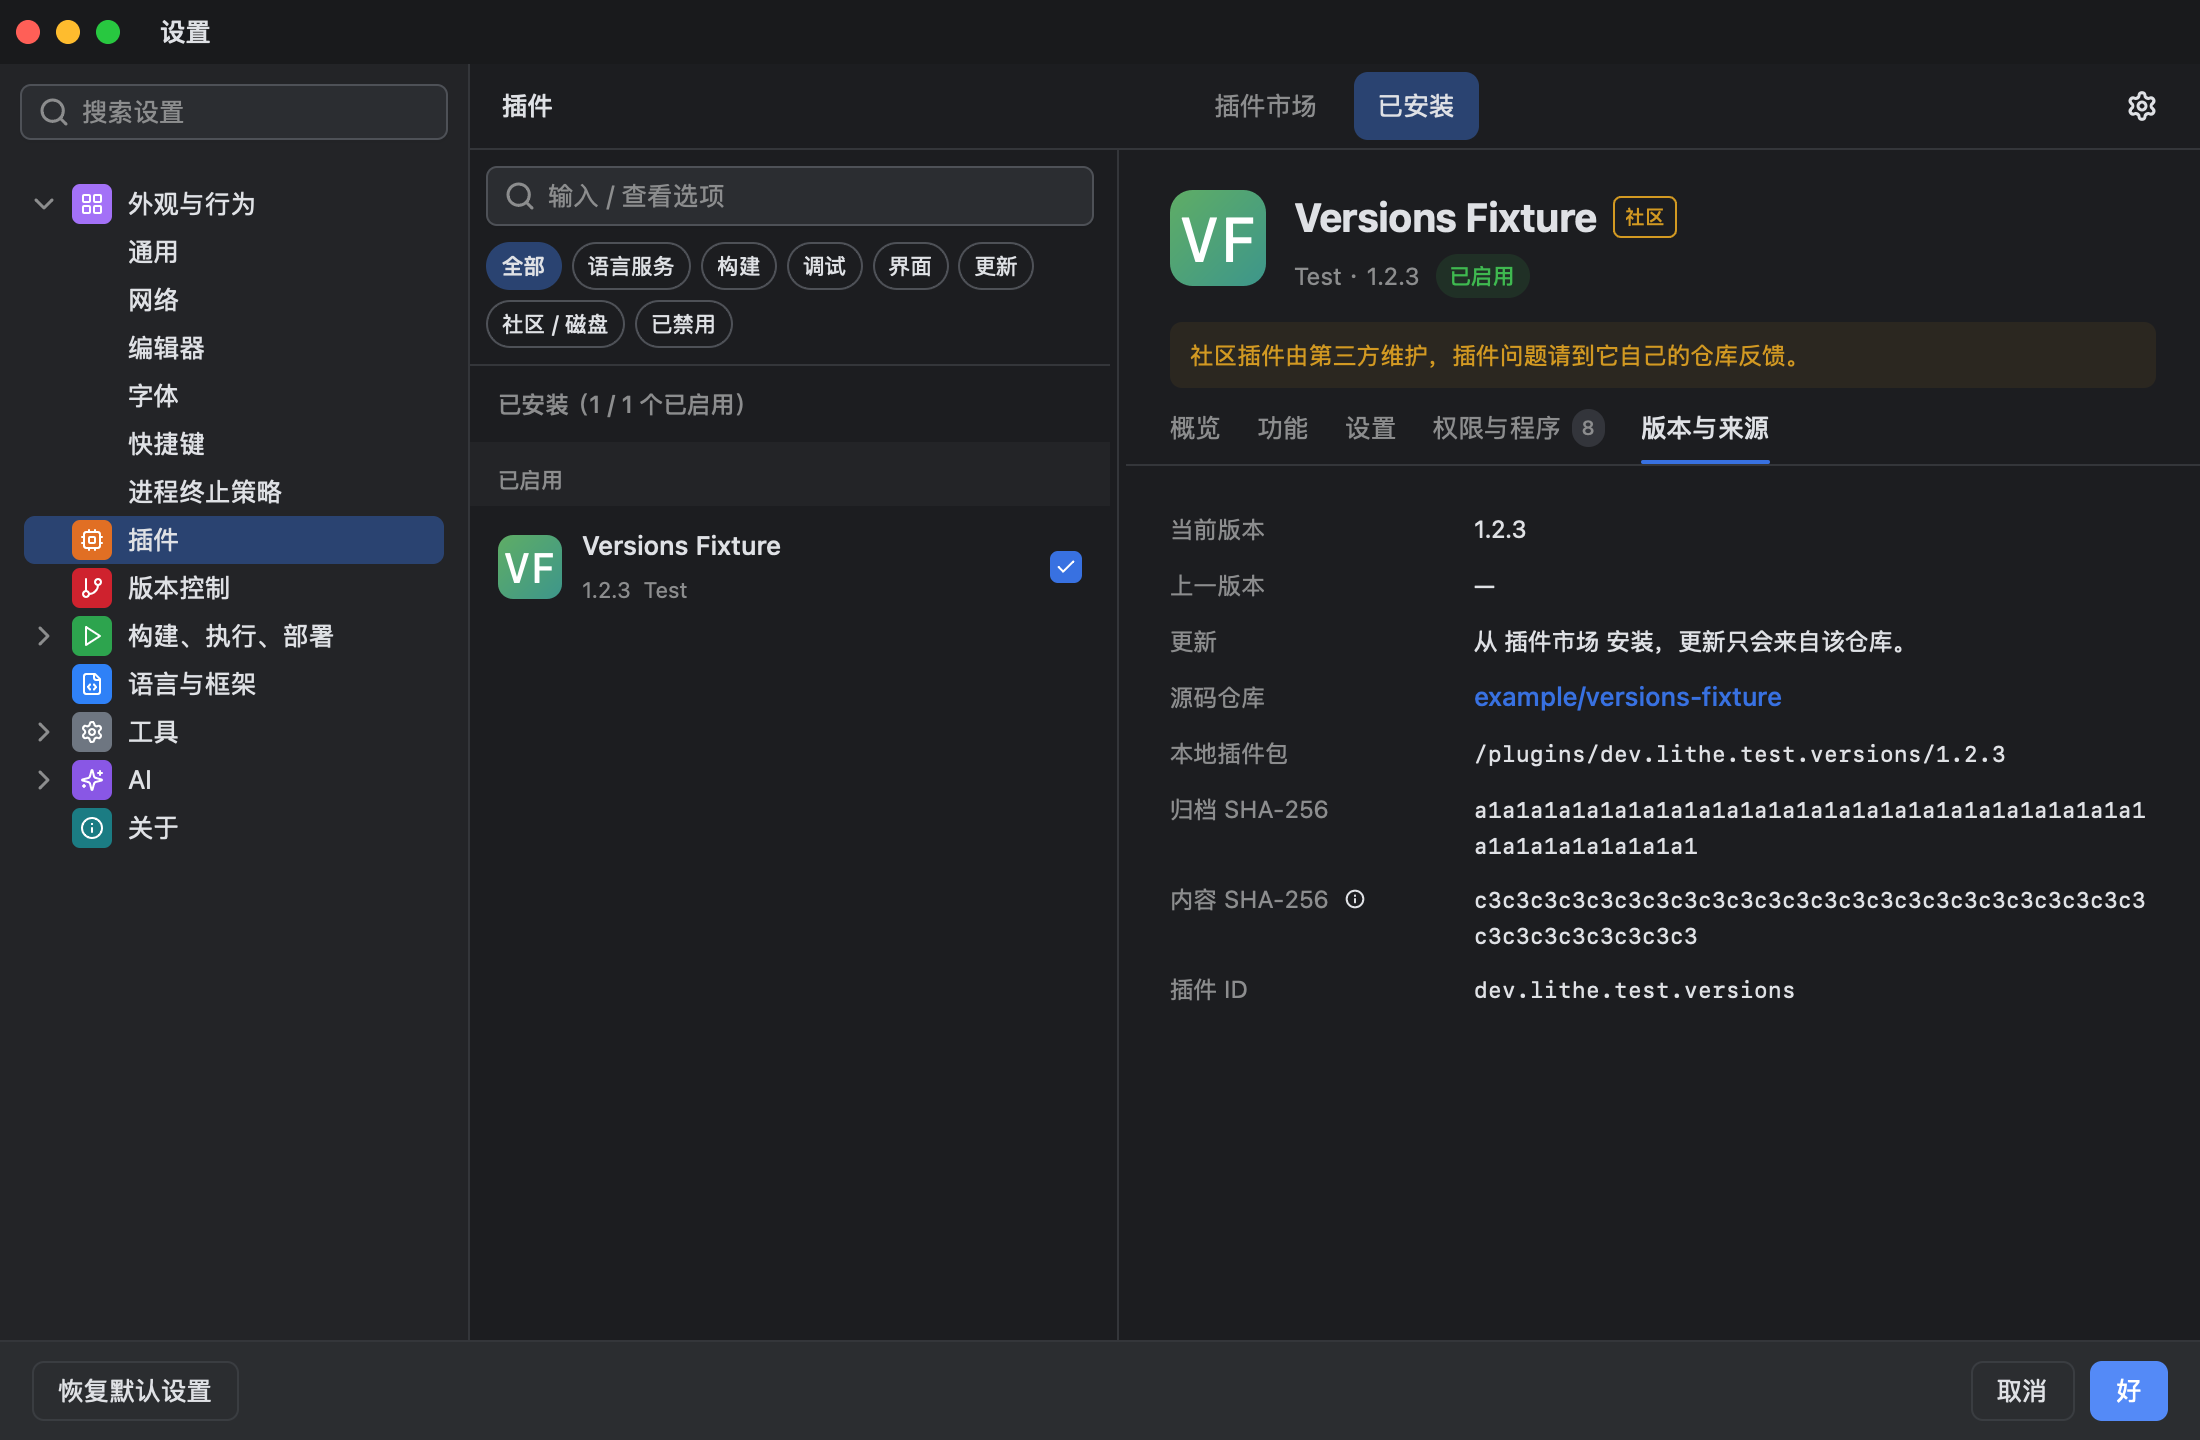 设置
搜索设置
外观与行为
通用
网络
编辑器
字体
快捷键
进程终止策略
插件
版本控制
构建、执行、部署
语言与框架
工具
AI
关于
插件
插件市场
已安装
输入 / 查看选项
全部 语言服务 构建 调试 界面 更新
社区 / 磁盘 已禁用
已安装（1 / 1 个已启用）
已启用
VF
Versions Fixture
1.2.3 Test
VF
Versions Fixture 社区
Test · 1.2.3 已启用
社区插件由第三方维护，插件问题请到它自己的仓库反馈。
概览 功能 设置 权限与程序 8 版本与来源
当前版本 1.2.3
上一版本 —
更新 从 插件市场 安装，更新只会来自该仓库。
源码仓库 example/versions-fixture
本地插件包 /plugins/dev.lithe.test.versions/1.2.3
归档 SHA-256 a1a1a1a1a1a1a1a1a1a1a1a1a1a1a1a1a1a1a1a1a1a1a1a1
a1a1a1a1a1a1a1a1
内容 SHA-256 c3c3c3c3c3c3c3c3c3c3c3c3c3c3c3c3c3c3c3c3c3c3c3c3
c3c3c3c3c3c3c3c3
插件 ID dev.lithe.test.versions
恢复默认设置
取消
好